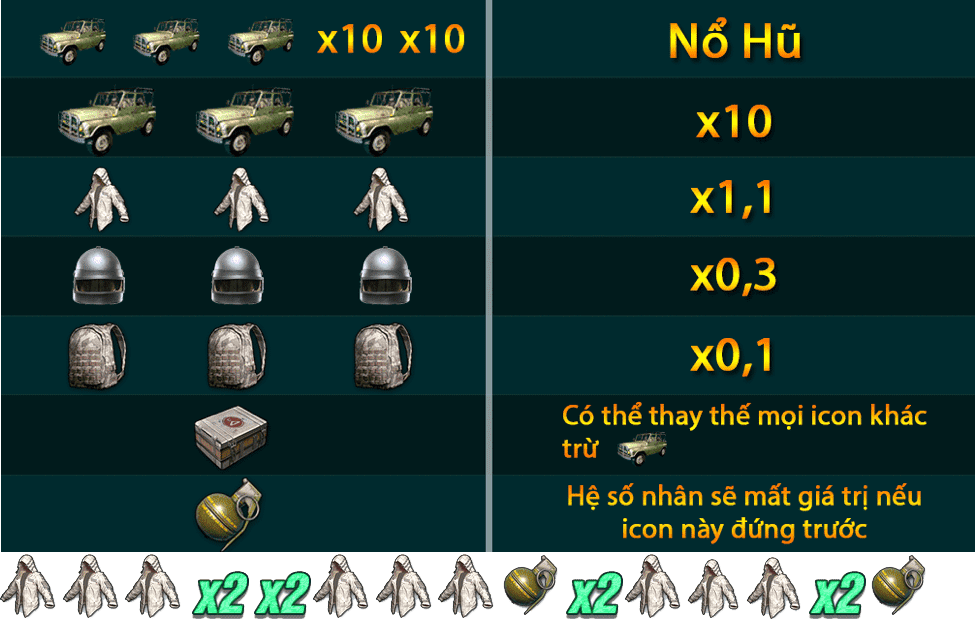 x10 x10 Nổ Hũ
x10
x1,1
x0,3
x0,1
Có thể thay thế mọi icon khác
trừ
Hệ số nhân sẽ mất giá trị nếu
icon này đứng trước
x2 x2 x2 x2